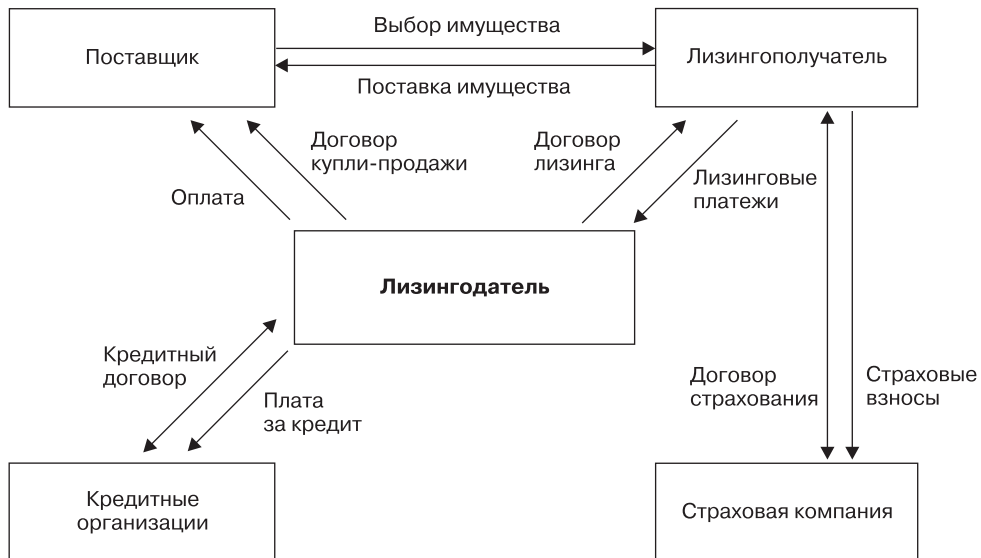 Выбор имущества
Поставщик
Лизингополучатель
Поставка имущества
Договор
купли-продажи
Договор
лизинга
Оплата
Лизинговые
платежи
Лизингодатель
Кредитный
договор
Плата
за кредит
Договор
страхования
Страховые
взносы
Кредитные
организации
Страховая компания